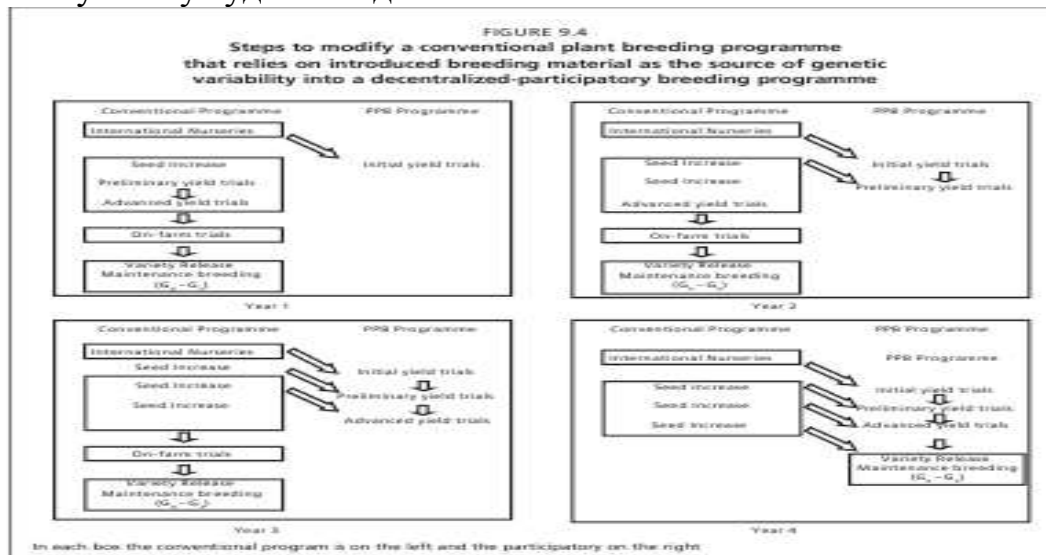 FIGURE 9.4
Steps to modify a conventional plant breeding programme
that relies on introduced breeding material as the source of genetic
variability into a decentralized-participatory breeding programme
Conventional Programme PPB Programme
International Nurseries
Initial yield trials
Seed Increase
Preliminary yield trials
Advanced yield trials
On-farm trials
Variety Release
Maintenance breeding
Year 1
Conventional Programme PPB Programme
International Nurseries
Seed Increase Initial yield trials
Seed Increase Preliminary yield trials
Advanced yield trials
On-farm trials
Variety Release
Maintenance breeding
Year 2
Conventional Programme PPB Programme
International Nurseries
Seed Increase Initial yield trials
Seed Increase Preliminary yield trials
Seed Increase Advanced yield trials
On-farm trials
Variety Release
Maintenance breeding
Year 3
Conventional Programme PPB Programme
International Nurseries PPB Programme
Seed Increase Initial yield trials
Seed Increase Preliminary yield trials
Seed Increase Advanced yield trials
Variety Release
Maintenance breeding
Year 4
In each box the conventional program is on the left and the participatory on the right